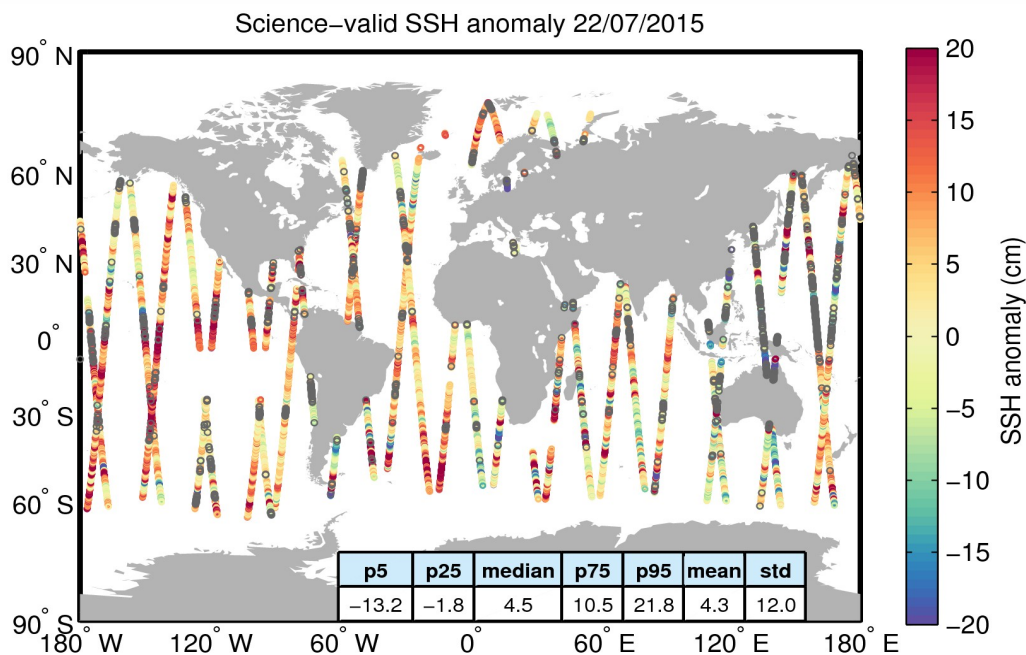 Science−valid SSH anomaly 22/07/2015
90° N
60° N
30° N
0°
30° S
60° S
90° S
180° W
120° W
60° W
0°
60° E
120° E
180° E
p5 p25 median p75 p95 mean std
−13.2 −1.8 4.5 10.5 21.8 4.3 12.0
20
15
10
5
0
−5
−10
−15
−20
SSH anomaly (cm)